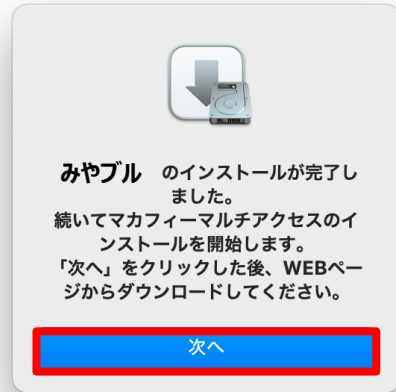 みやブル のインストールが完了し
ました。
続いてマカフィーマルチアクセスのイ
ンストールを開始します。
「次へ」をクリックした後、WEBペー
ジからダウンロードしてください。
次へ